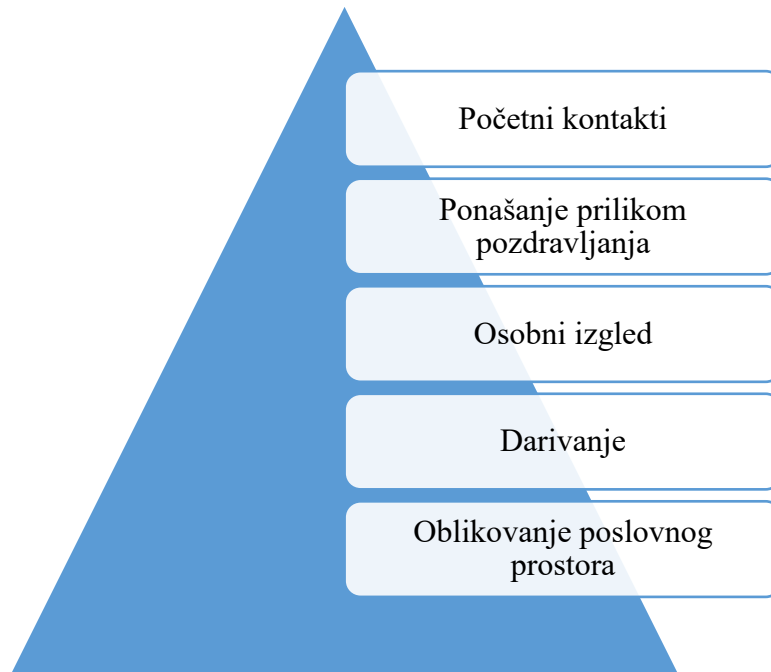 Početni kontakti
Ponašanje prilikom
pozdravljanja
Osobni izgled
Darivanje
Oblikovanje poslovnog
prostora